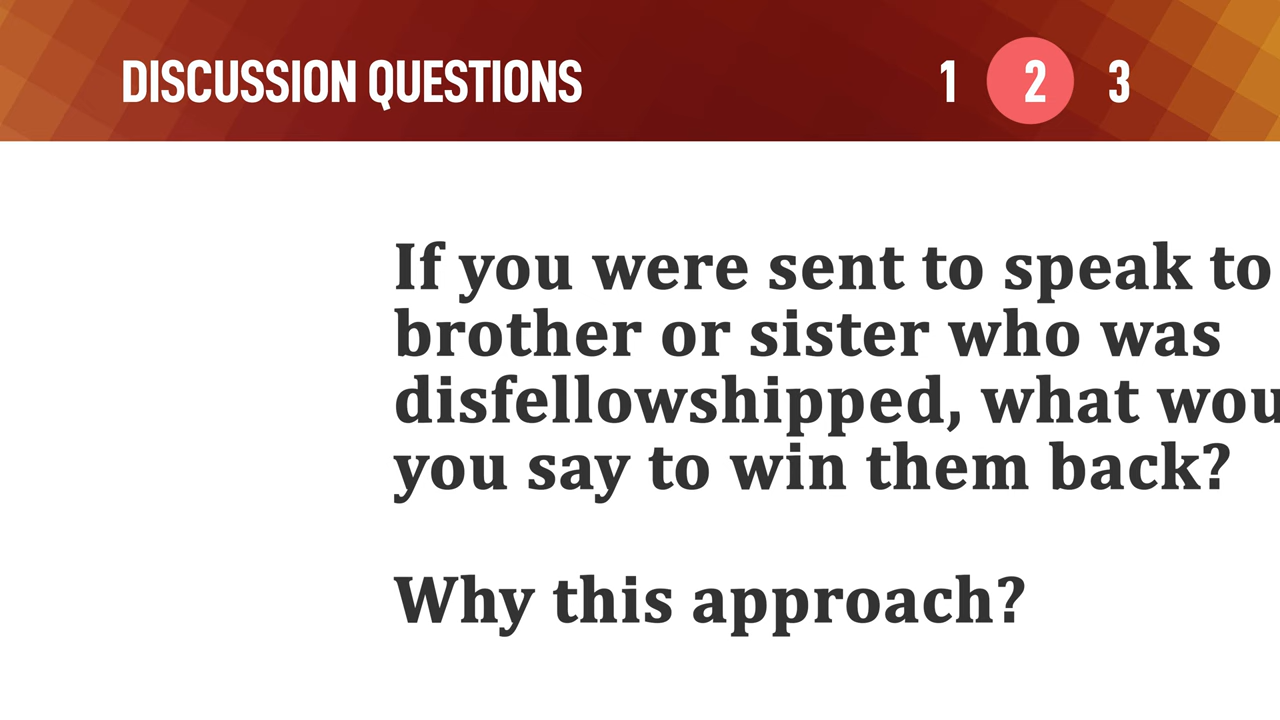 DISCUSSION QUESTIONS
1 2 3
If you were sent to speak to
brother or sister who was
disfellowshipped, what wou
you say to win them back?
Why this approach?